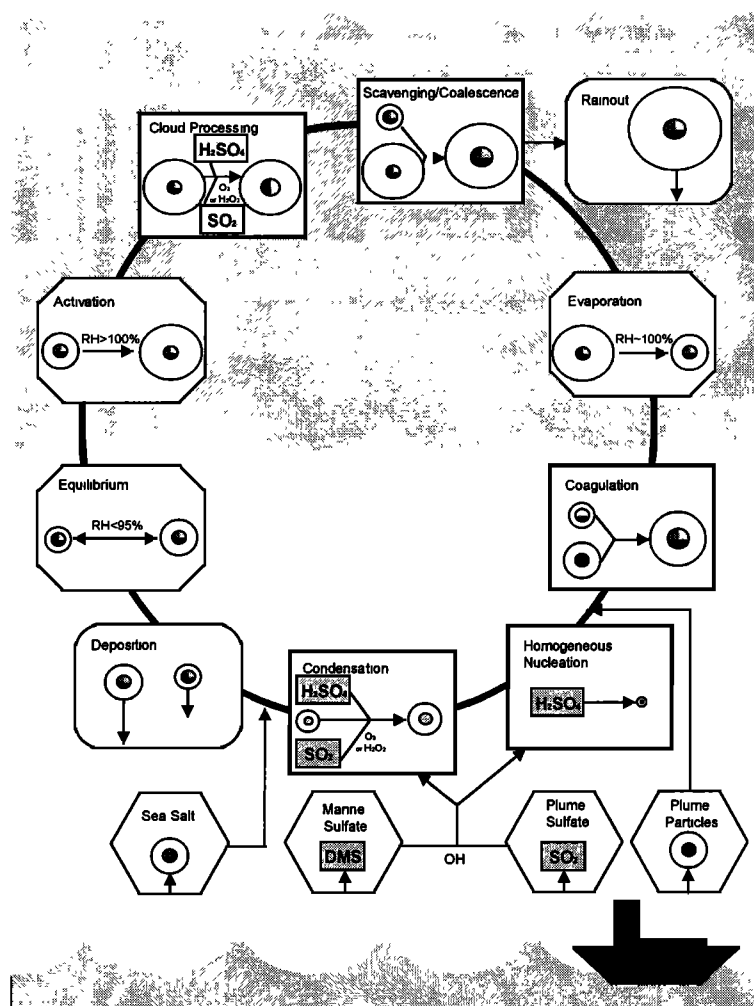 Scavenging/Coalescence
Rainout
Cloud Processing
H₂SO₄
O₃
or H₂O₂
SO₂
Activation
RH>100%
Evaporation
RH~100%
Equilibrium
RH<95%
Coagulation
Deposition
Condensation
H₂SO₄
O₃
or H₂O₂
SO₂
Homogeneous
Nucleation
H₂SO₄
Sea Salt
Marine
Sulfate
DMS
OH
Plume
Sulfate
SO₂
Plume
Particles